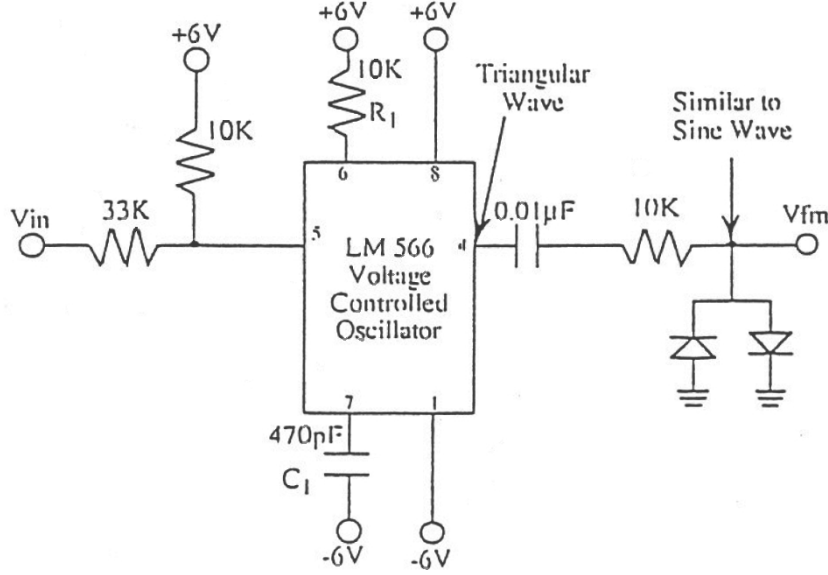 +6V
+6V
+6V
10K
R1
Triangular
Wave
Similar to
Sine Wave
10K
6
8
Vin
33K
5
LM 566
Voltage
Controlled
Oscillator
4
0.01µF
10K
Vfm
7
1
470pF
C1
-6V
-6V